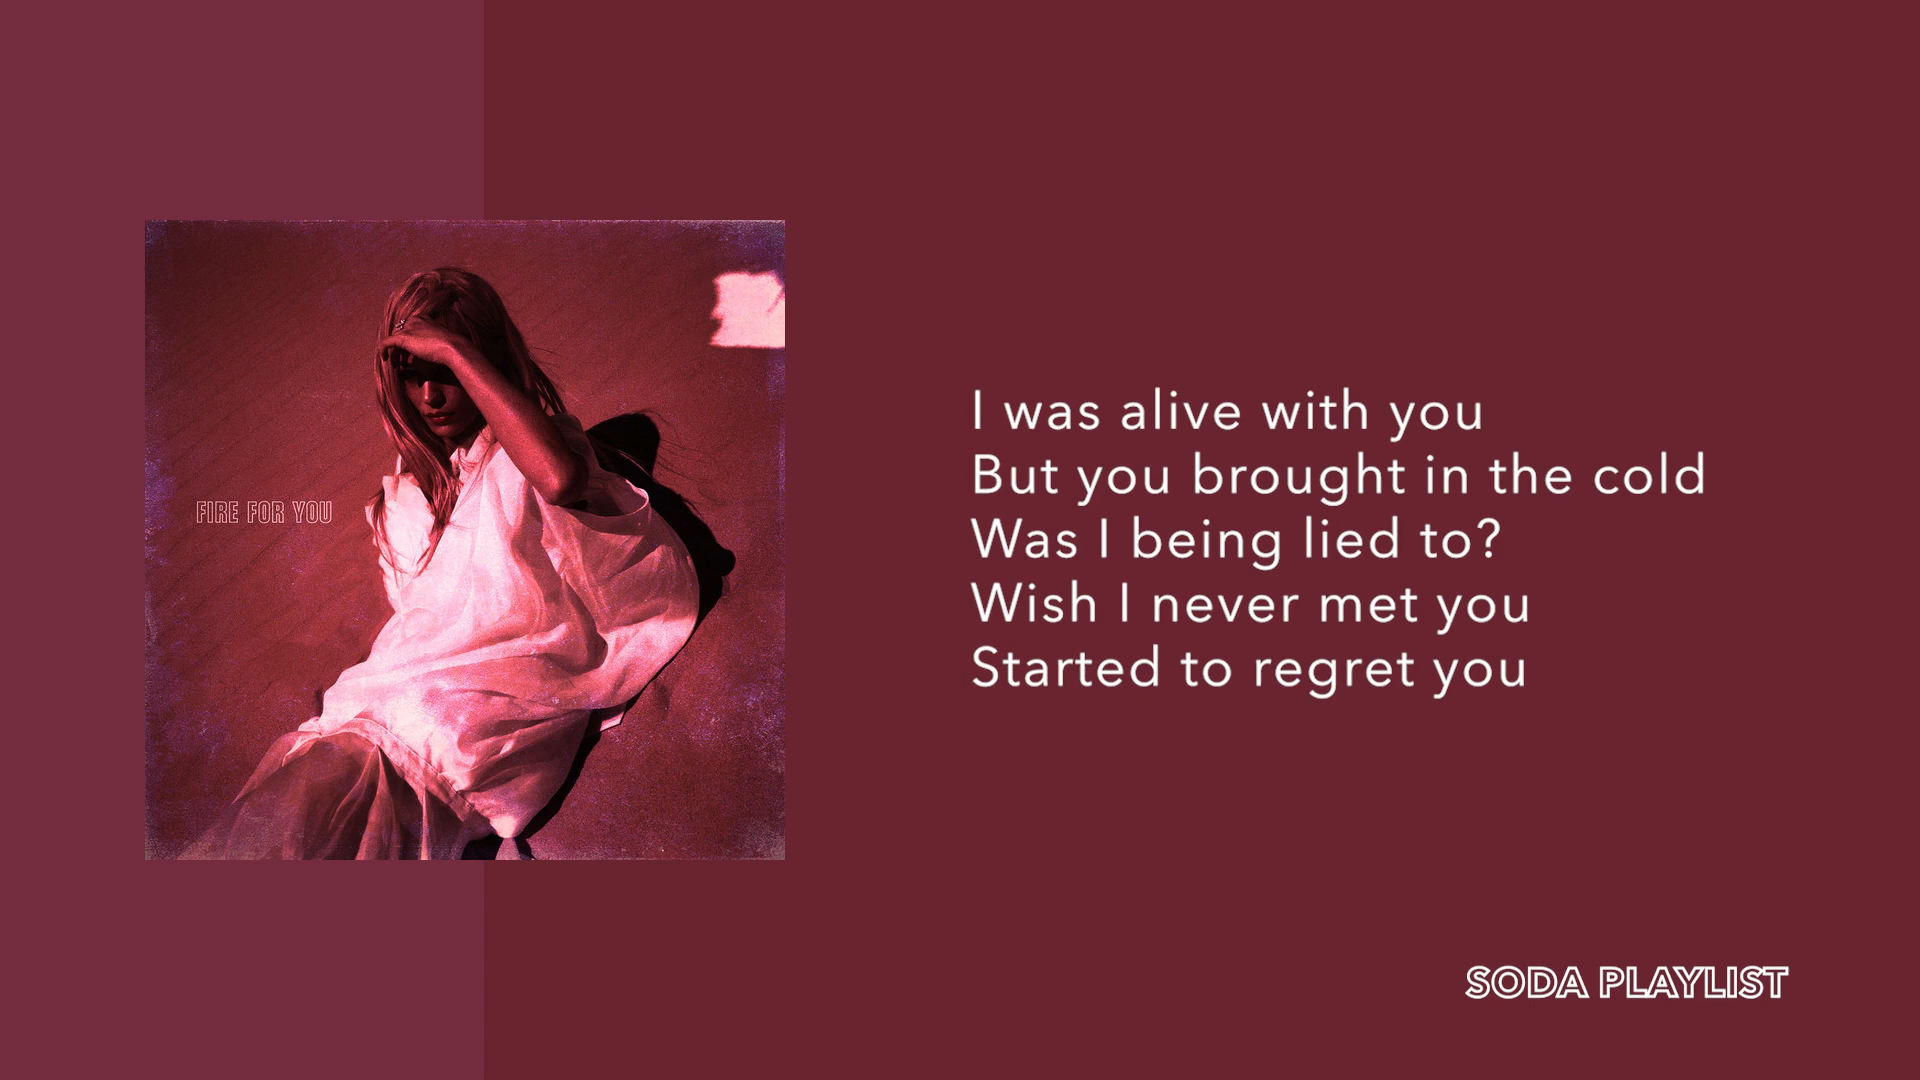 FIRE FOR YOU
I was alive with you
But you brought in the cold
Was I being lied to?
Wish I never met you
Started to regret you
SODA PLAYLIST